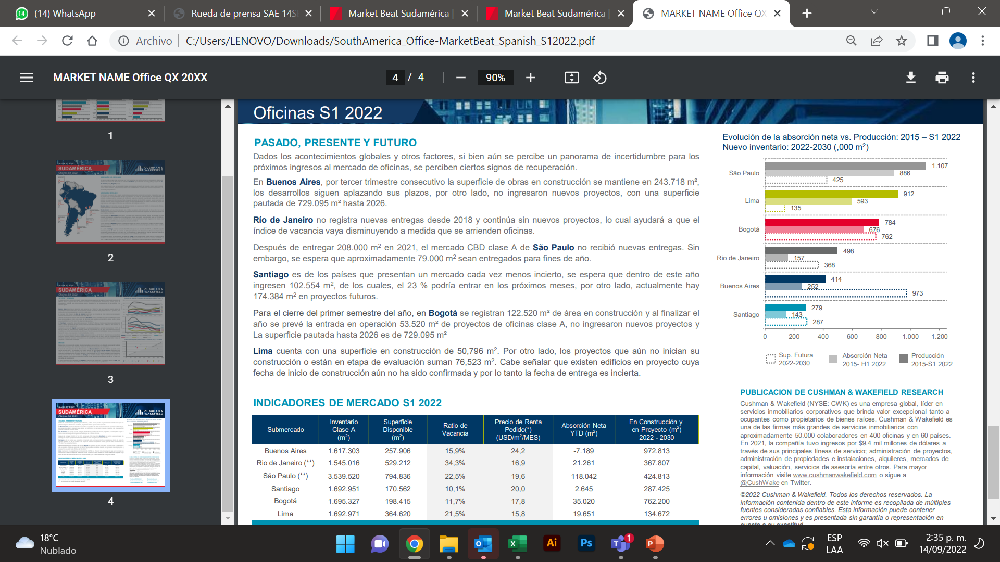 (14) WhatsApp
Rueda de prensa SAE 14S
Market Beat Sudamérica |
Market Beat Sudamérica |
MARKET NAME Office QX
Archivo | C:/Users/LENOVO/Downloads/SouthAmerica_Office-MarketBeat_Spanish_S12022.pdf
MARKET NAME Office QX 20XX
4 / 4
90%
1
SUDAMÉRICA
CUSHMAN & WAKEFIELD
2
SUDAMÉRICA
CUSHMAN & WAKEFIELD
3
MARKETBEAT
SUDAMÉRICA
Oficinas S1 2022
CUSHMAN & WAKEFIELD
4
Oficinas S1 2022
PASADO, PRESENTE Y FUTURO
Dados los acontecimientos globales y otros factores, si bien aún se percibe un panorama de incertidumbre para los
próximos ingresos al mercado de oficinas, se perciben ciertos signos de recuperación.
En Buenos Aires, por tercer trimestre consecutivo la superficie de obras en construcción se mantiene en 243.718 m²,
los desarrollos siguen aplazando sus plazos, por otro lado, no ingresaron nuevos proyectos, con una superficie
pautada de 729.095 m² hasta 2026.
Río de Janeiro no registra nuevas entregas desde 2018 y continúa sin nuevos proyectos, lo cual ayudará a que el
índice de vacancia vaya disminuyendo a medida que se arrienden oficinas.
Después de entregar 208.000 m² en 2021, el mercado CBD clase A de São Paulo no recibió nuevas entregas. Sin
embargo, se espera que aproximadamente 79.000 m² sean entregados para fines de año.
Santiago es de los países que presentan un mercado cada vez menos incierto, se espera que dentro de este año
ingresen 102.554 m², de los cuales, el 23 % podría entrar en los próximos meses, por otro lado, actualmente hay
174.384 m² en proyectos futuros.
Para el cierre del primer semestre del año, en Bogotá se registran 122.520 m² de área en construcción y al finalizar el
año se prevé la entrada en operación 53.520 m² de proyectos de oficinas clase A, no ingresaron nuevos proyectos y
La superficie pautada hasta 2026 es de 729.095 m²
Lima cuenta con una superficie en construcción de 50,796 m². Por otro lado, los proyectos que aún no inician su
construcción o están en etapa de evaluación suman 76,523 m². Cabe señalar que existen edificios en proyecto cuya
fecha de inicio de construcción aún no ha sido confirmada y por lo tanto la fecha de entrega es incierta.
INDICADORES DE MERCADO S1 2022
Submercado | Inventario Clase A (m²) | Superficie Disponible (m²) | Ratio de Vacancia | Precio de Renta Pedido(*) (USD/m²/MES) | Absorción Neta YTD (m²) | En Construcción y en Proyecto (m²) 2022 - 2030
Buenos Aires 1.617.303 257.906 15,9% 24,2 -7.189 972.813
Rio de Janeiro (**) 1.545.016 529.212 34,3% 16,9 21.261 367.807
São Paulo (**) 3.539.520 794.836 22,5% 19,6 118.042 424.813
Santiago 1.692.951 170.562 10,1% 20,0 2.645 287.425
Bogotá 1.695.327 198.415 11,7% 17,8 35.020 762.200
Lima 1.692.971 364.620 21,5% 15,8 19.651 134.672
Evolución de la absorción neta vs. Producción: 2015 – S1 2022
Nuevo inventario: 2022-2030 (,000 m²)
São Paulo 1.107 886 425
Lima 912 593 135
Bogotá 784 676 762
Rio de Janeiro 498 157 368
Buenos Aires 414 252 973
Santiago 279 143 287
0 200 400 600 800 1.000 1.200
Sup. Futura 2022-2030
Absorción Neta 2015- H1 2022
Producción 2015-S1 2022
PUBLICACION DE CUSHMAN & WAKEFIELD RESEARCH
Cushman & Wakefield (NYSE: CWK) es una empresa global, líder en
servicios inmobiliarios corporativos que brinda valor excepcional tanto a
ocupantes como propietarios de bienes raíces. Cushman & Wakefield es
una de las firmas más grandes de servicios inmobiliarios con
aproximadamente 50.000 colaboradores en 400 oficinas y en 60 países.
En 2021, la compañía tuvo ingresos por $9.4 mil millones de dólares a
través de sus principales líneas de servicio; administración de proyectos,
administración de propiedades e instalaciones, alquileres, mercados de
capital, valuación, servicios de asesoría entre otros. Para mayor
información visite www.cushmanwakefield.com o sigue a
@CushWake en Twitter.
©2022 Cushman & Wakefield. Todos los derechos reservados. La
información contenida dentro de este informe es recopilada de múltiples
fuentes consideradas confiables. Esta información puede contener
errores u omisiones y es presentada sin garantía o representación en
18°C
Nublado
ESP
LAA
2:35 p. m.
14/09/2022